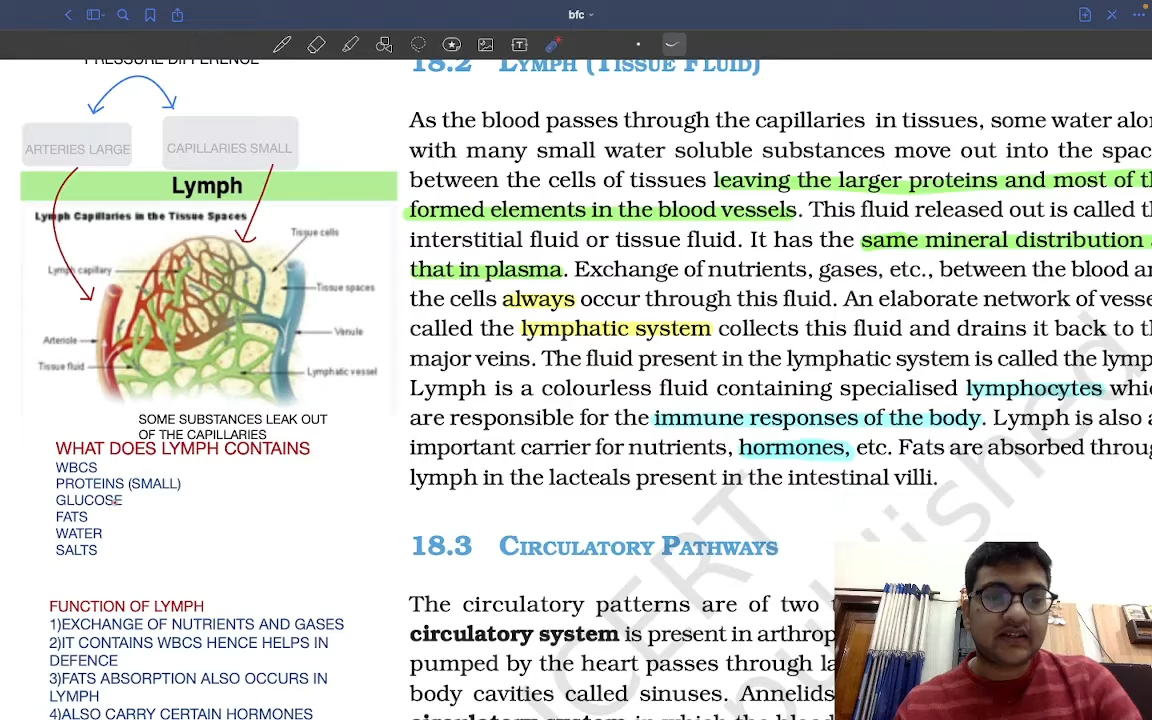 bfc
PRESSURE DIFFERENCE
ARTERIES LARGE
CAPILLARIES SMALL
Lymph
Lymph Capillaries in the Tissue Spaces
Tissue cells
Lymph capillary
Tissue spaces
Venule
Arteriole
Tissue fluid
Lymphatic vessel
SOME SUBSTANCES LEAK OUT
OF THE CAPILLARIES
WHAT DOES LYMPH CONTAINS
WBCS
PROTEINS (SMALL)
GLUCOSE
FATS
WATER
SALTS
FUNCTION OF LYMPH
1)EXCHANGE OF NUTRIENTS AND GASES
2)IT CONTAINS WBCS HENCE HELPS IN
DEFENCE
3)FATS ABSORPTION ALSO OCCURS IN
LYMPH
4)ALSO CARRY CERTAIN HORMONES
18.2 LYMPH (TISSUE FLUID)
As the blood passes through the capillaries in tissues, some water
with many small water soluble substances move out into the
between the cells of tissues leaving the larger proteins and most of
formed elements in the blood vessels. This fluid released out is called
interstitial fluid or tissue fluid. It has the same mineral distribution
that in plasma. Exchange of nutrients, gases, etc., between the blood
the cells always occur through this fluid. An elaborate network of
called the lymphatic system collects this fluid and drains it back to
major veins. The fluid present in the lymphatic system is called the
Lymph is a colourless fluid containing specialised lymphocytes
are responsible for the immune responses of the body. Lymph is also
important carrier for nutrients, hormones, etc. Fats are absorbed
lymph in the lacteals present in the intestinal villi.
18.3 CIRCULATORY PATHWAYS
The circulatory patterns are of two
circulatory system is present in
pumped by the heart passes through
body cavities called sinuses. Annelids
circulatory system in which the blood